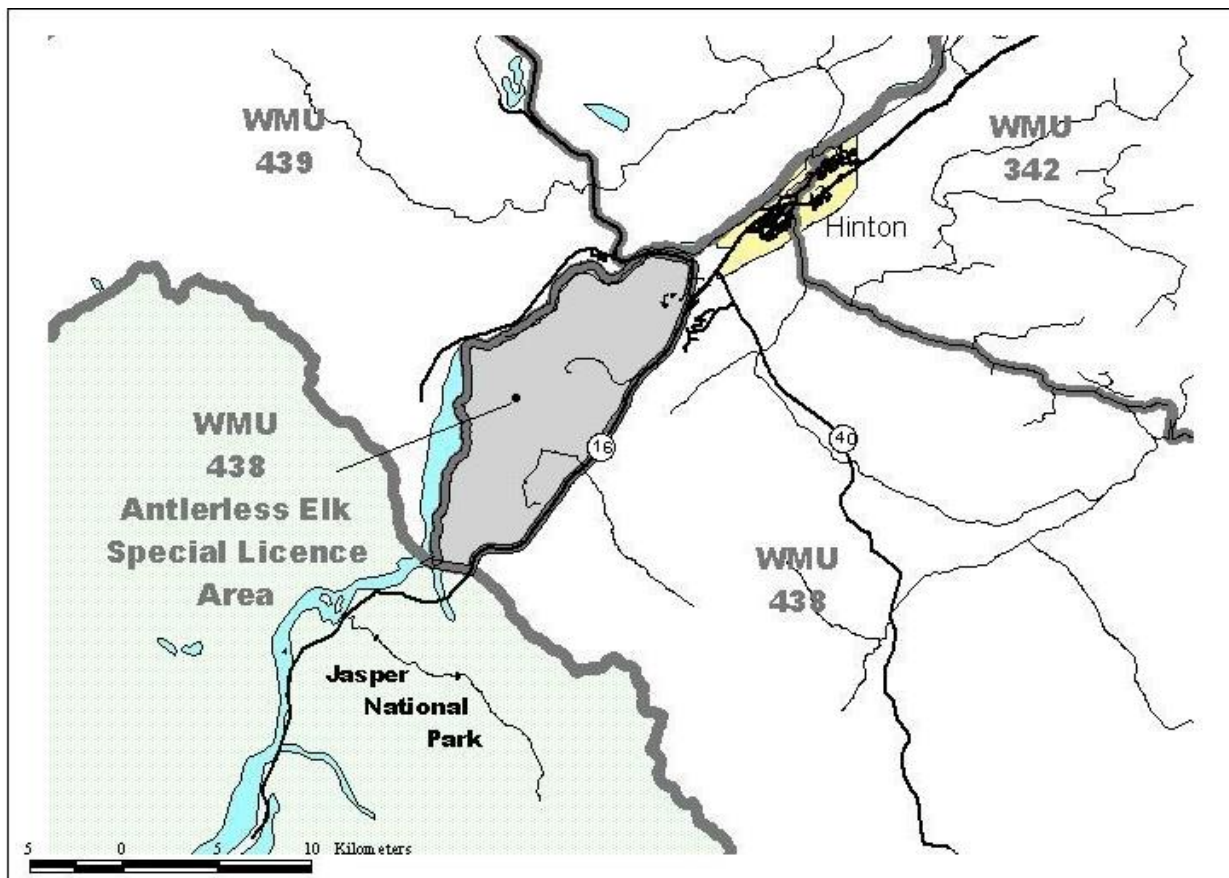 WMU
439
WMU
342
Hinton
WMU
438
Antlerless Elk
Special Licence
Area
16
40
WMU
438
Jasper
National
Park
5 0 5 10 Kilometers